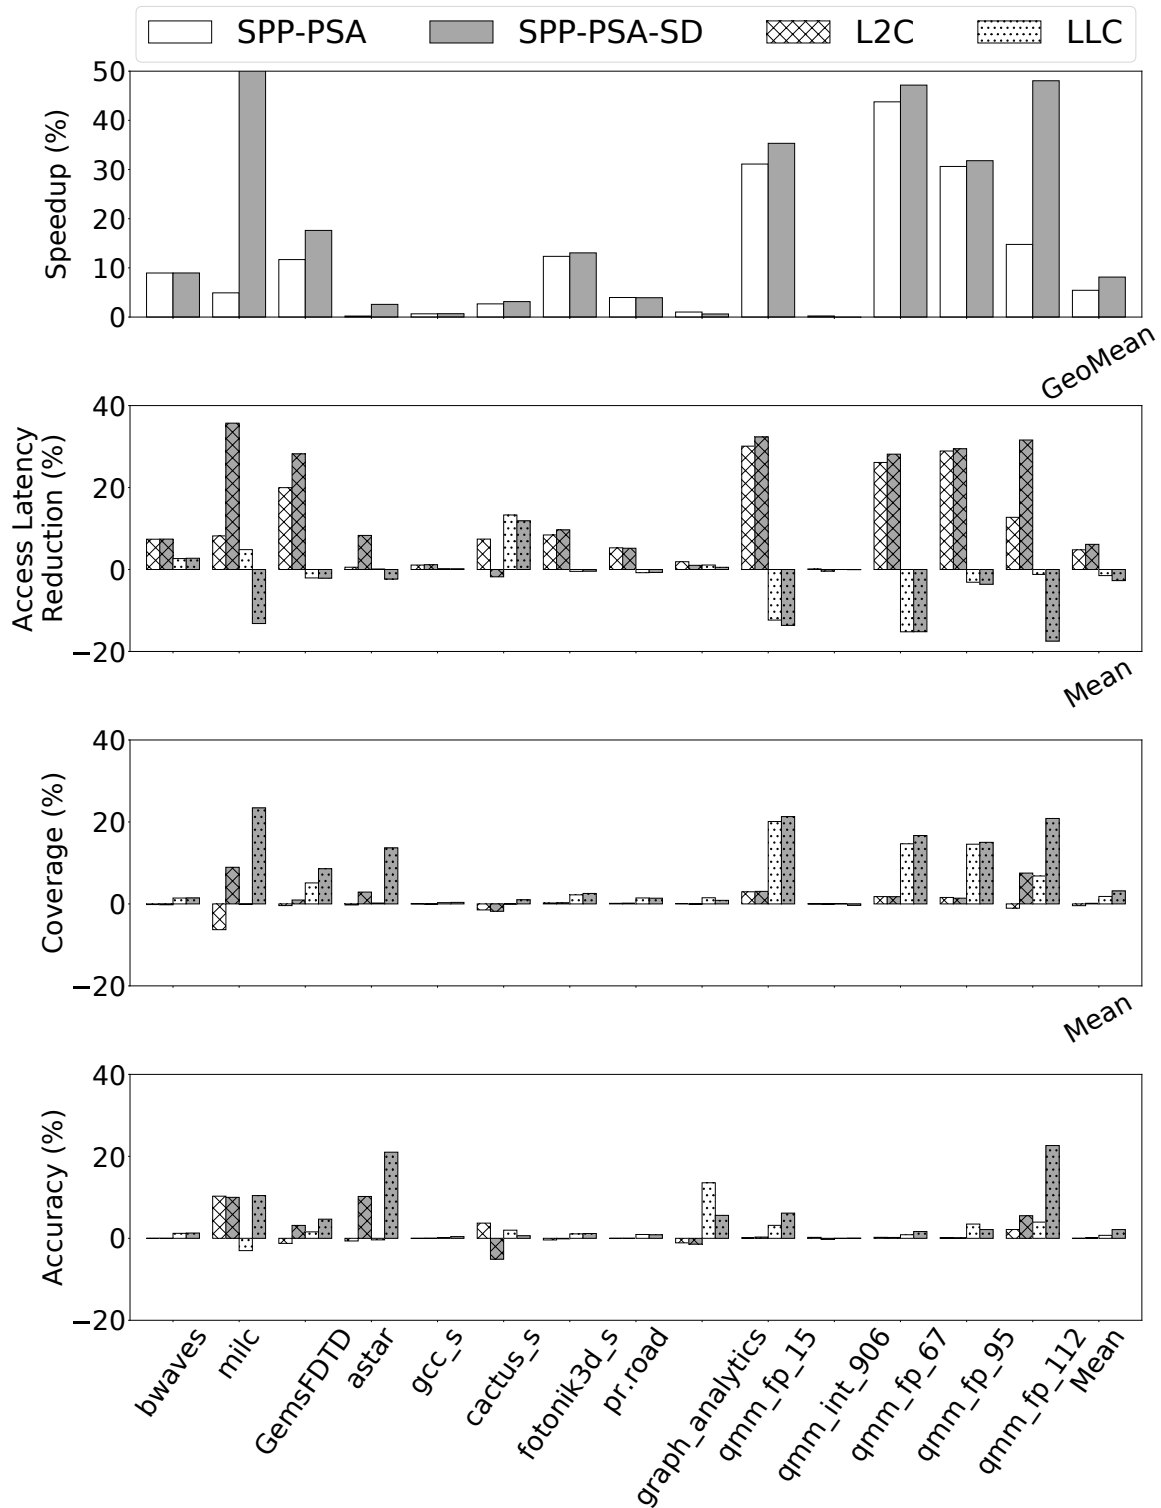 SPP-PSA SPP-PSA-SD L2C LLC
Speedup (%)
50
40
30
20
10
0
GeoMean
Access Latency
Reduction (%)
40
20
0
−20
Mean
Coverage (%)
40
20
0
−20
Mean
Accuracy (%)
40
20
0
−20
bwaves
milc
GemsFDTD
astar
gcc_s
cactus_s
fotonik3d_s
pr.road
graph_analytics
qmm_fp_15
qmm_int_906
qmm_fp_67
qmm_fp_95
qmm_fp_112
Mean